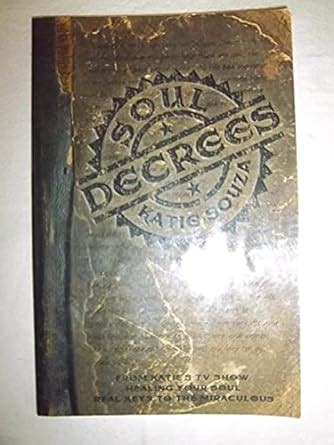 SOUL
DECREES
KATIE SOUZA
FROM KATIE'S TV SHOW
HEALING YOUR SOUL
REAL KEYS TO THE MIRACULOUS